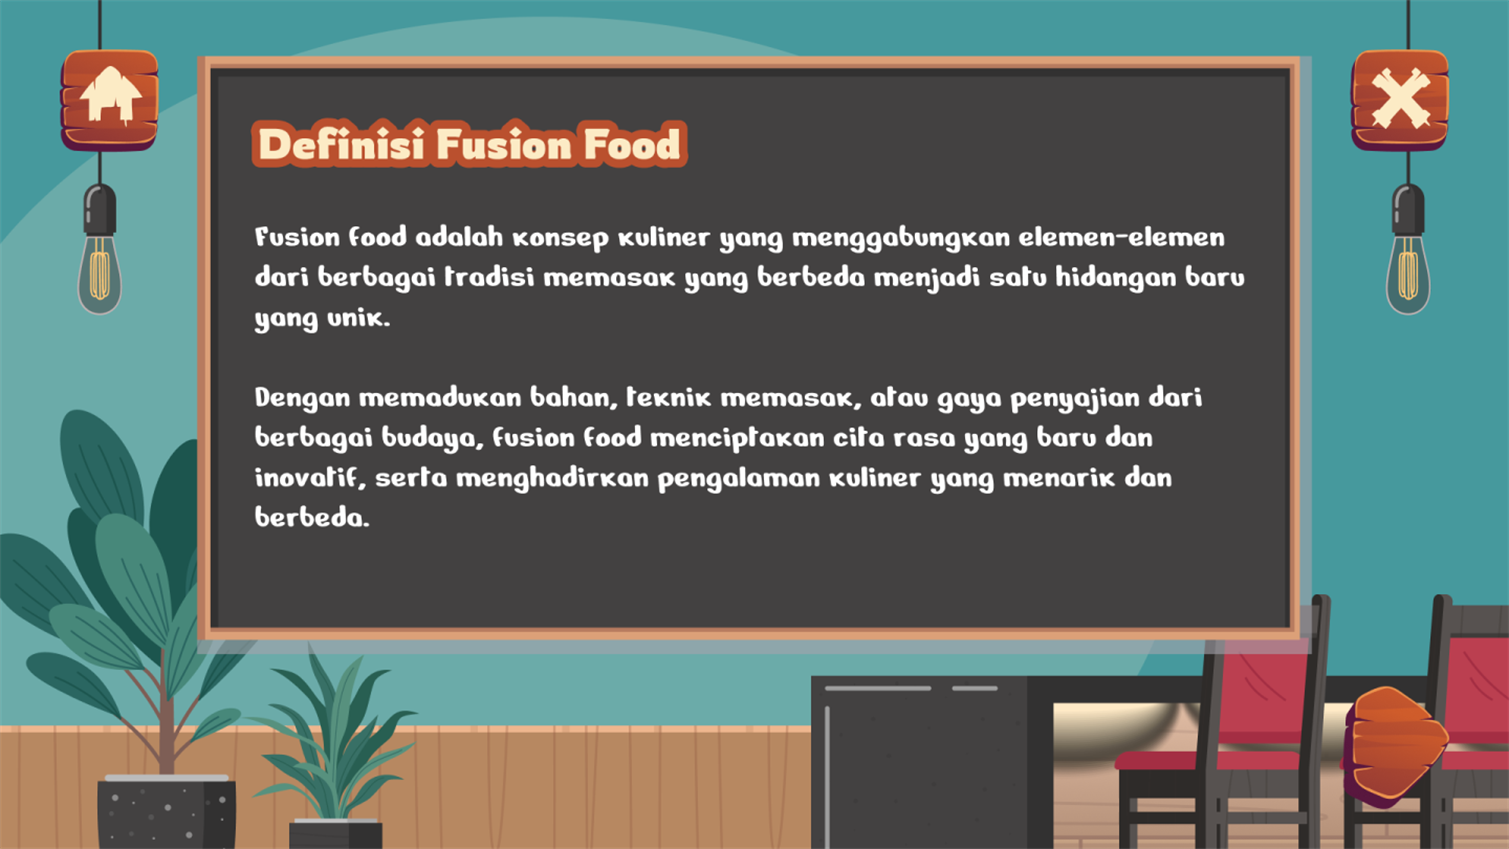 Definisi Fusion Food
Fusion food adalah konsep kuliner yang menggabungkan elemen-elemen
dari berbagai tradisi memasak yang berbeda menjadi satu hidangan baru
yang unik.
Dengan memadukan bahan, teknik memasak, atau gaya penyajian dari
berbagai budaya, fusion food menciptakan cita rasa yang baru dan
inovatif, serta menghadirkan pengalaman kuliner yang menarik dan
berbeda.